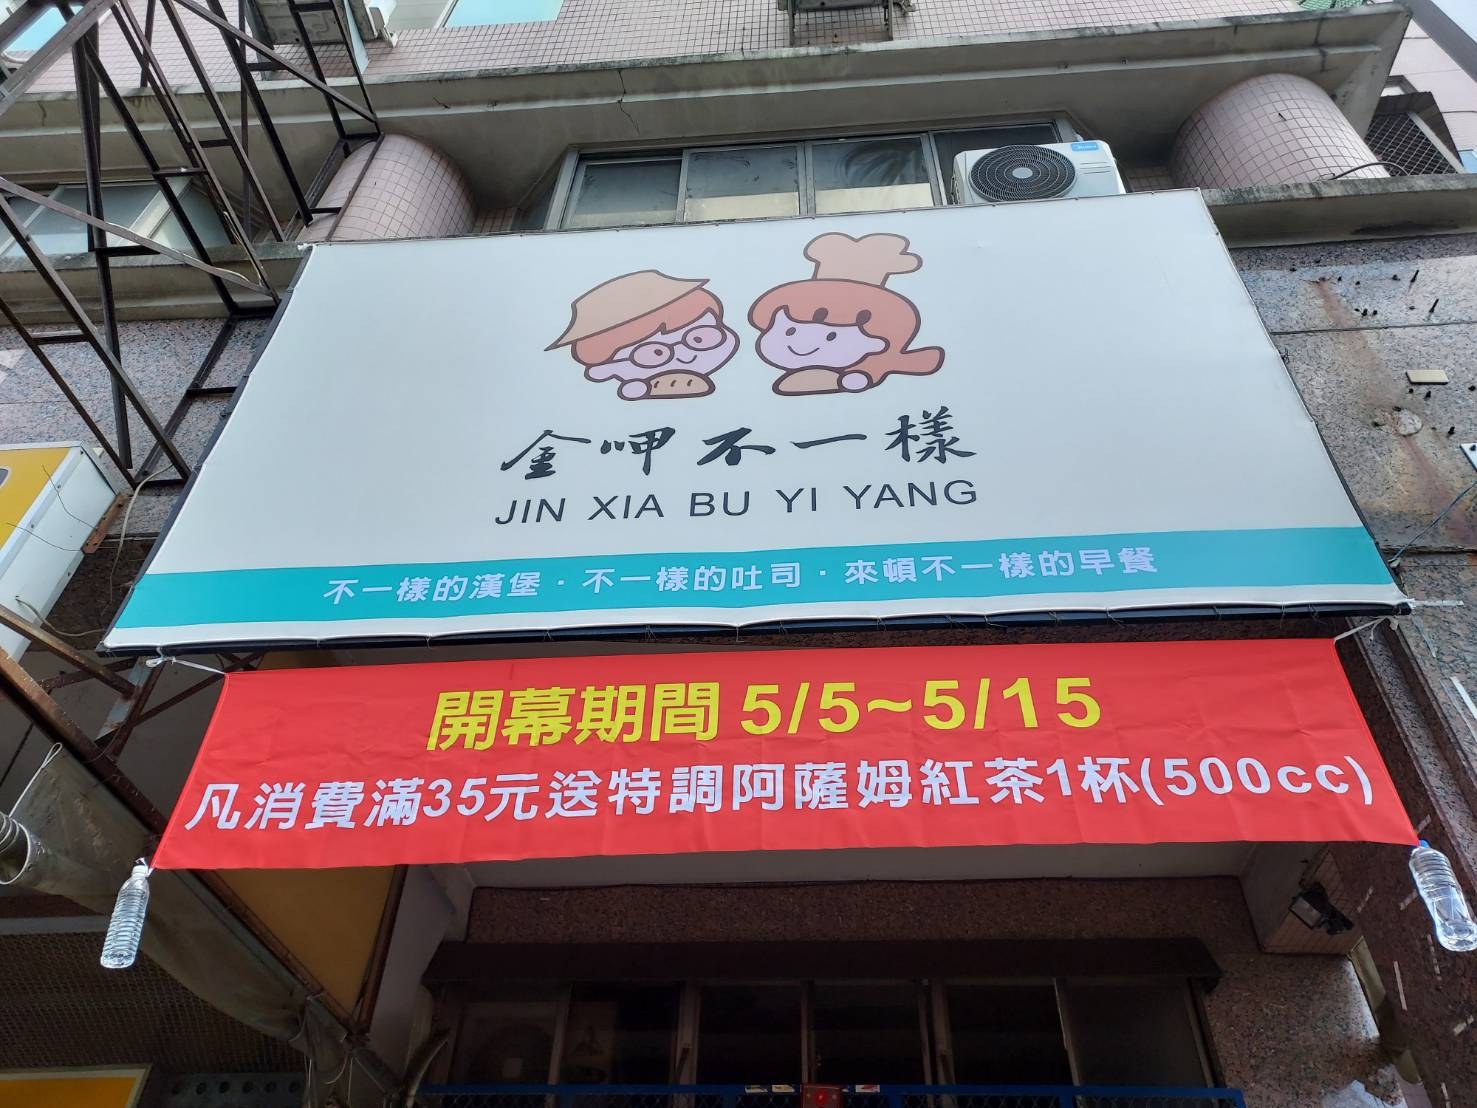 金呷不一樣
JIN XIA BU YI YANG
不一樣的漢堡．不一樣的吐司．來頓不一樣的早餐
開幕期間 5/5~5/15
凡消費滿35元送特調阿薩姆紅茶1杯(500cc)